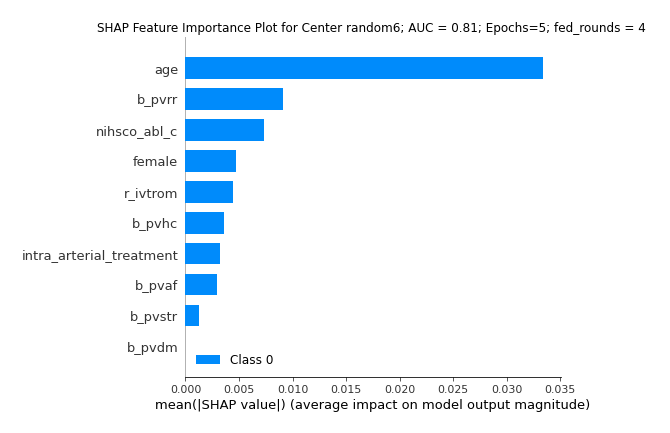 SHAP Feature Importance Plot for Center random6; AUC = 0.81; Epochs=5; fed_rounds = 4
age
b_pvrr
nihsco_abl_c
female
r_ivtrom
b_pvhc
intra_arterial_treatment
b_pvaf
b_pvstr
b_pvdm
Class 0
0.000 0.005 0.010 0.015 0.020 0.025 0.030 0.035
mean(|SHAP value|) (average impact on model output magnitude)